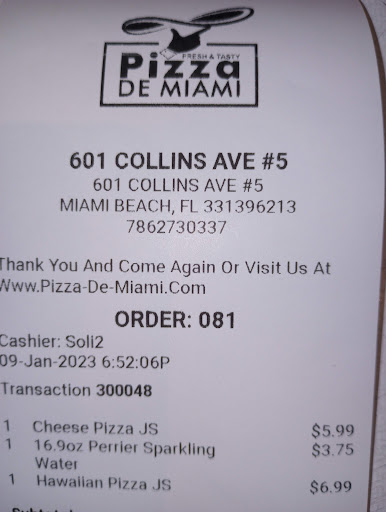 FRESH & TASTY
Pizza
DE MIAMI
601 COLLINS AVE #5
601 COLLINS AVE #5
MIAMI BEACH, FL 331396213
7862730337
Thank You And Come Again Or Visit Us At
Www.Pizza-De-Miami.Com
ORDER: 081
Cashier: Soli2
09-Jan-2023 6:52:06P
Transaction 300048
1 Cheese Pizza JS $5.99
1 16.9oz Perrier Sparkling $3.75
Water
1 Hawaiian Pizza JS $6.99